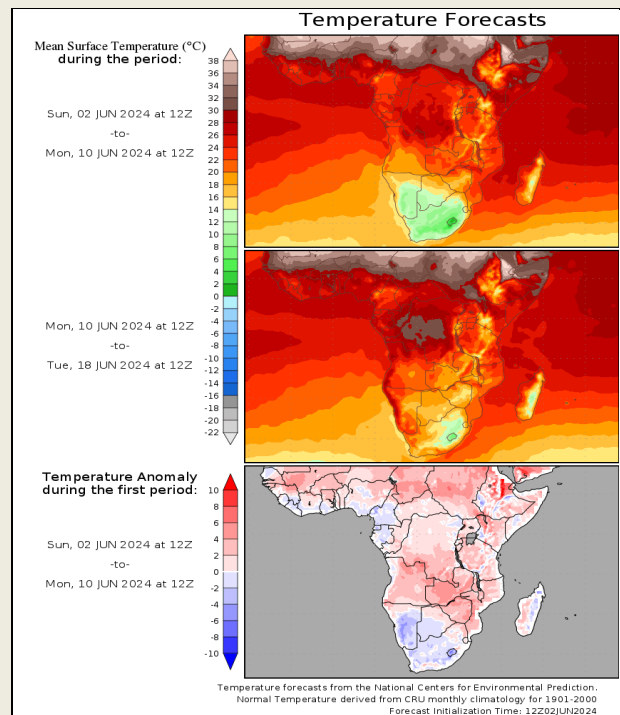 Temperature Forecasts
Mean Surface Temperature (°C)
during the period:
38
36
34
32
30
28
26
24
22
20
18
16
14
12
10
8
6
4
2
0
-2
-4
-6
-8
-10
-12
-14
-16
-18
-20
-22
Sun, 02 JUN 2024 at 12Z
-to-
Mon, 10 JUN 2024 at 12Z
Mon, 10 JUN 2024 at 12Z
-to-
Tue, 18 JUN 2024 at 12Z
Temperature Anomaly
during the first period:
10
8
6
4
2
0
-2
-4
-6
-8
-10
Sun, 02 JUN 2024 at 12Z
-to-
Mon, 10 JUN 2024 at 12Z
Temperature forecasts from the National Centers for Environmental Prediction.
Normal Temperature derived from CRU monthly climatology for 1901-2000
Forecast Initialization Time: 12Z02JUN2024